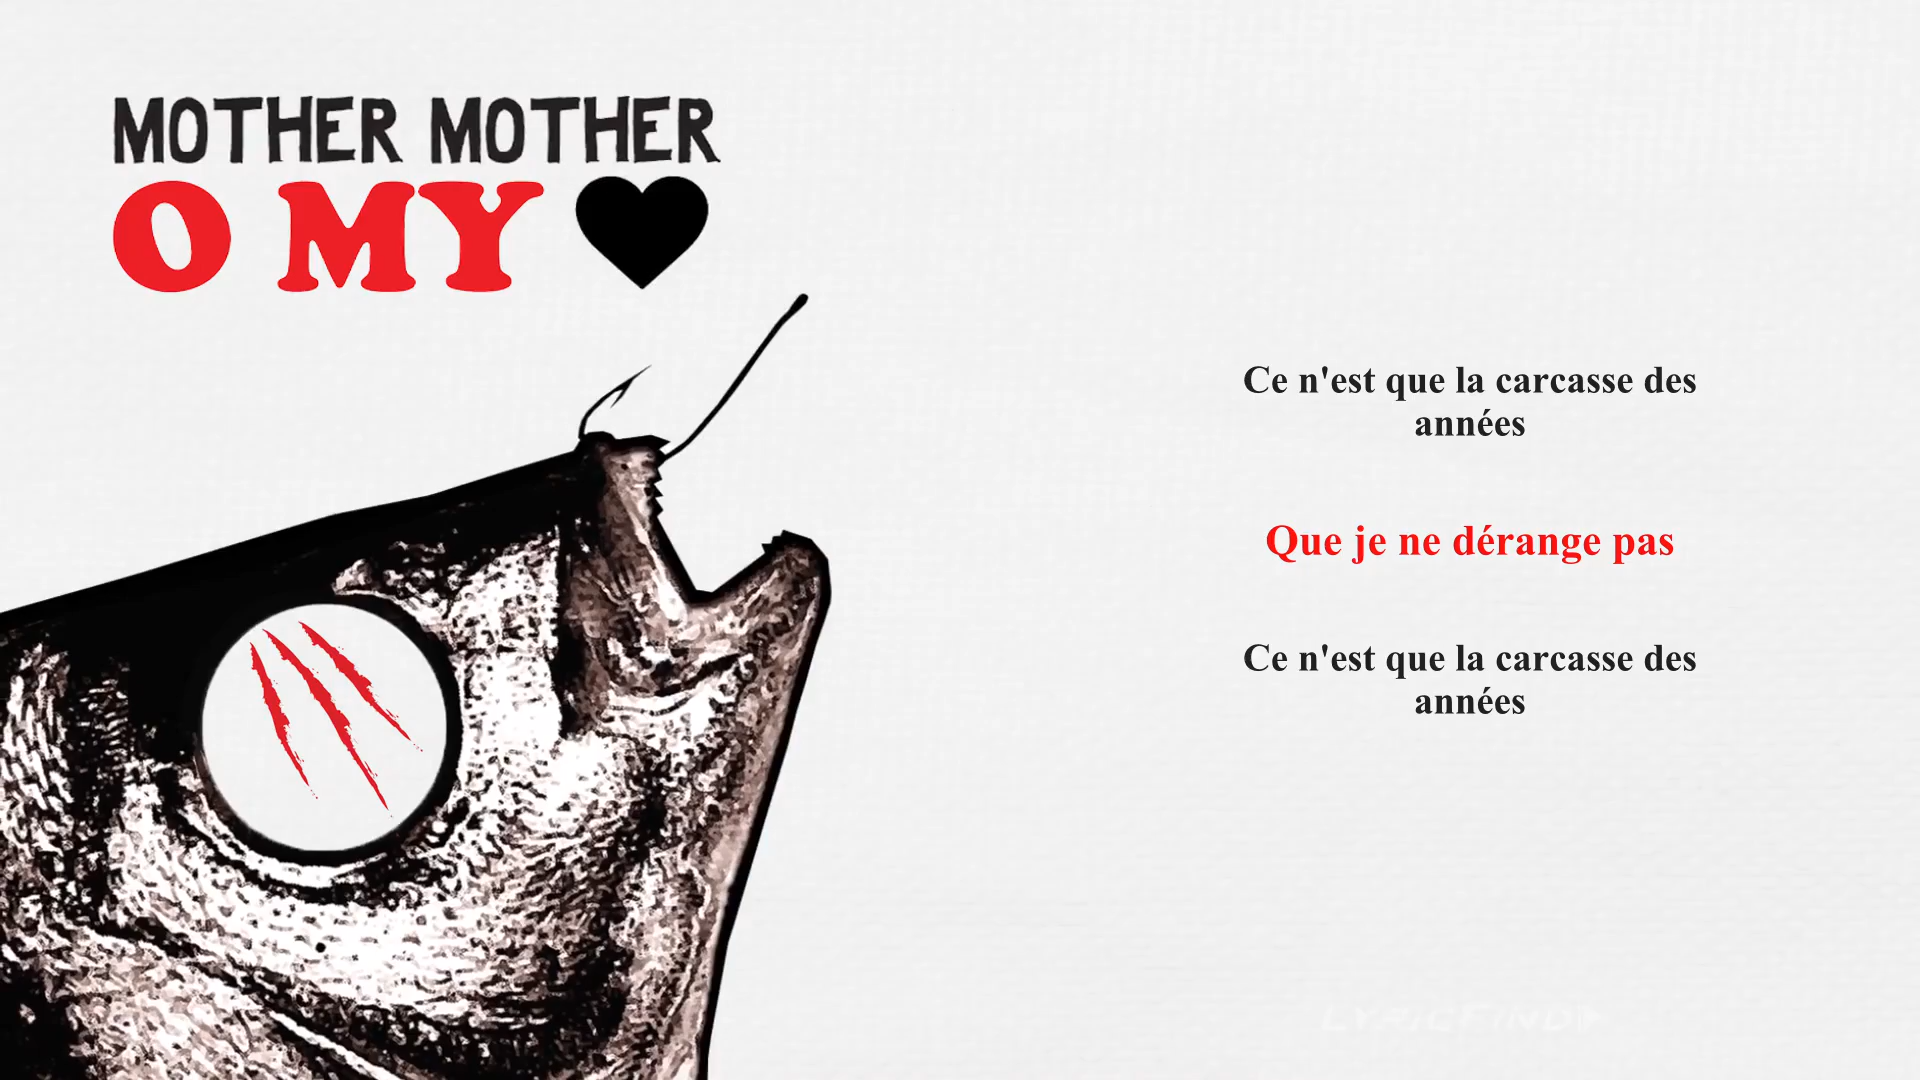 MOTHER MOTHER
O MY
Ce n'est que la carcasse des
années
Que je ne dérange pas
Ce n'est que la carcasse des
années
LYRICFIND